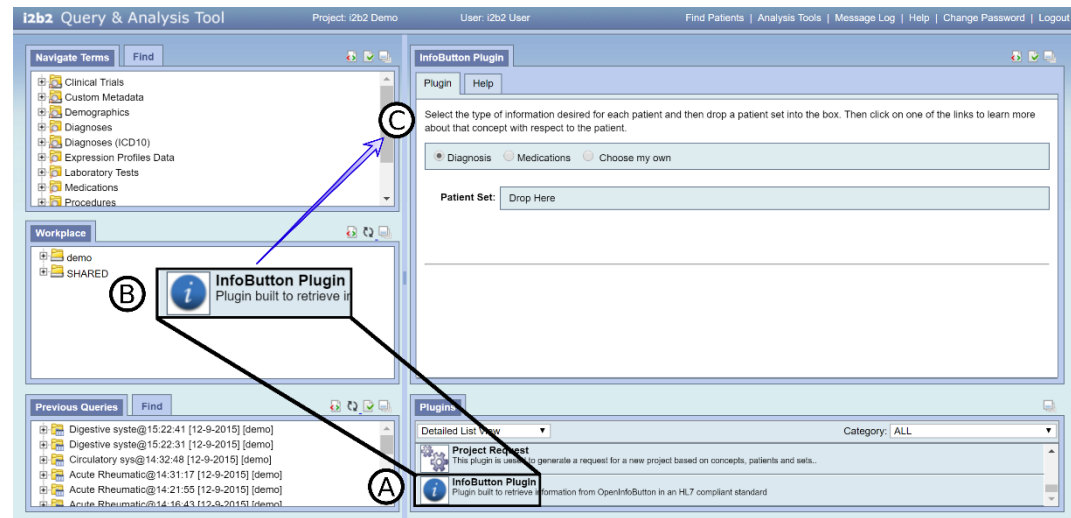 i2b2 Query & Analysis Tool Project: i2b2 Demo User: i2b2 User Find Patients | Analysis Tools | Message Log | Help | Change Password | Logout
Navigate Terms Find
Clinical Trials
Custom Metadata
Demographics
Diagnoses
Diagnoses (ICD10)
Expression Profiles Data
Laboratory Tests
Medications
Procedures
C
InfoButton Plugin
Plugin Help
Select the type of information desired for each patient and then drop a patient set into the box. Then click on one of the links to learn more
about that concept with respect to the patient.
Diagnosis Medications Choose my own
Patient Set: Drop Here
Workplace
demo
SHARED
B
InfoButton Plugin
Plugin built to retrieve in
Previous Queries Find
Digestive syste@15:22:41 [12-9-2015] [demo]
Digestive syste@15:22:31 [12-9-2015] [demo]
Circulatory sys@14:32:48 [12-9-2015] [demo]
Acute Rheumatic@14:31:17 [12-9-2015] [demo]
Acute Rheumatic@14:21:55 [12-9-2015] [demo]
Acute Rheumatic@14:16:43 [12-9-2015] [demo]
A
Plugins
Detailed List View Category: ALL
Project Request
This plugin is used to generate a request for a new project based on concepts, patients and sets..
InfoButton Plugin
Plugin built to retrieve information from OpenInfoButton in an HL7 compliant standard